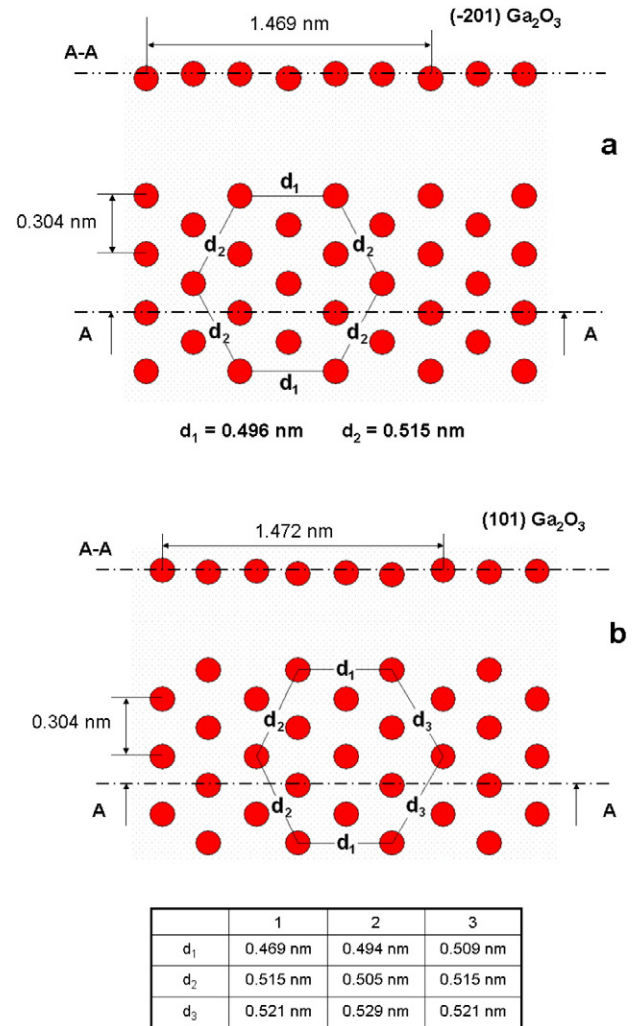 1.469 nm
(-201) Ga₂O₃
A-A
a
d₁
0.304 nm
d₂ d₂
A A
d₂ d₂
d₁
d₁ = 0.496 nm d₂ = 0.515 nm
(101) Ga₂O₃
1.472 nm
A-A
b
d₁
0.304 nm
d₂ d₃
A A
d₂ d₃
d₁
1 2 3
d₁ 0.469 nm 0.494 nm 0.509 nm
d₂ 0.515 nm 0.505 nm 0.515 nm
d₃ 0.521 nm 0.529 nm 0.521 nm